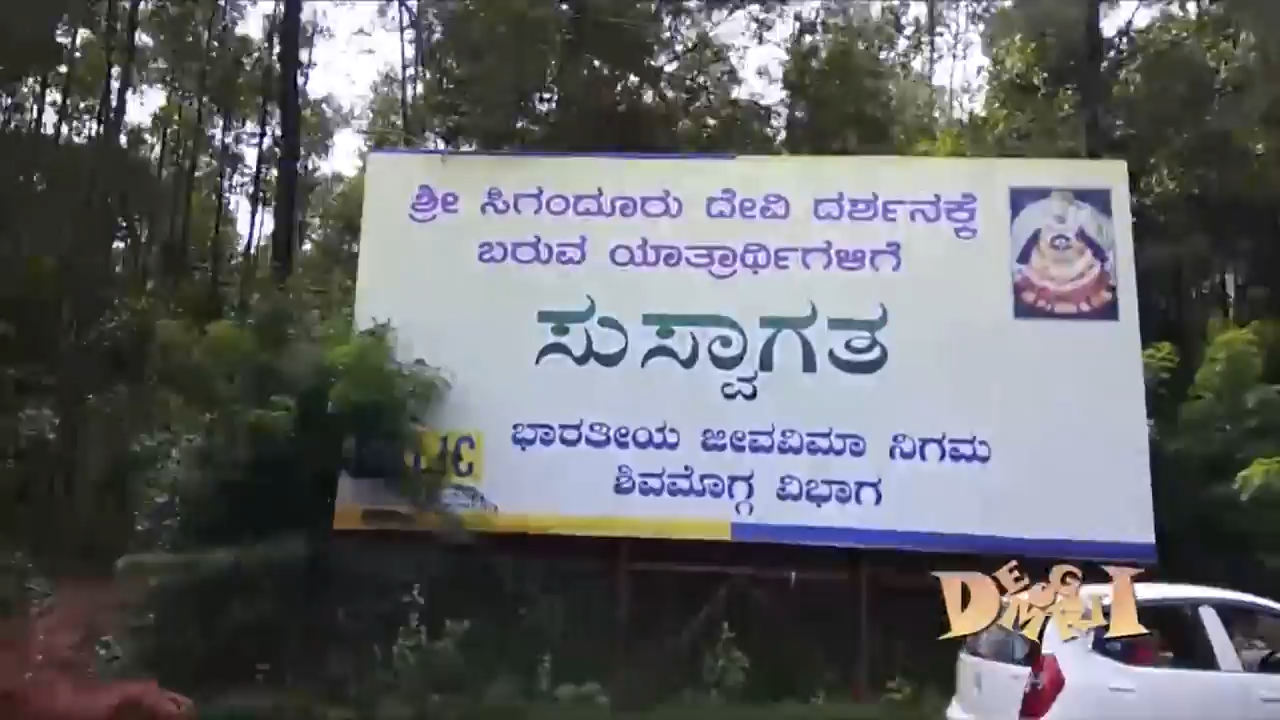 ಶ್ರೀ ಸಿಗಂದೂರು ದೇವಿ ದರ್ಶನಕ್ಕೆ
ಬರುವ ಯಾತ್ರಾರ್ಥಿಗಳಿಗೆ
ಸುಸ್ವಾಗತ
ಭಾರತೀಯ ಜೀವವಿಮಾ ನಿಗಮ
ಶಿವಮೊಗ್ಗ ವಿಭಾಗ